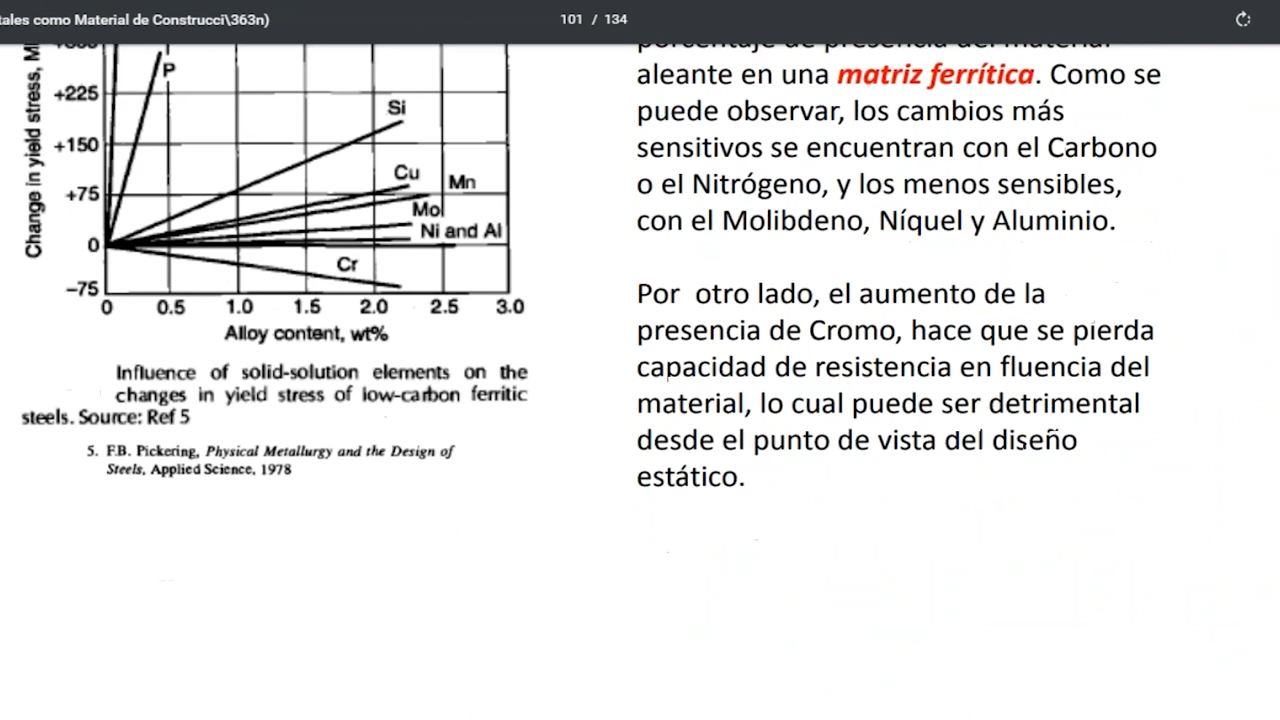 tales como Material de Construcci\363n)
101 / 134
Change in yield stress, M
P
+225
Si
+150
Cu
Mn
+75
Mo
Ni and Al
0
Cr
−75
0 0.5 1.0 1.5 2.0 2.5 3.0
Alloy content, wt%
Influence of solid-solution elements on the
changes in yield stress of low-carbon ferritic
steels. Source: Ref 5
5. F.B. Pickering, Physical Metallurgy and the Design of
Steels, Applied Science, 1978
porcentaje de presencia del material
aleante en una matriz ferrítica. Como se
puede observar, los cambios más
sensitivos se encuentran con el Carbono
o el Nitrógeno, y los menos sensibles,
con el Molibdeno, Níquel y Aluminio.
Por otro lado, el aumento de la
presencia de Cromo, hace que se pierda
capacidad de resistencia en fluencia del
material, lo cual puede ser detrimental
desde el punto de vista del diseño
estático.